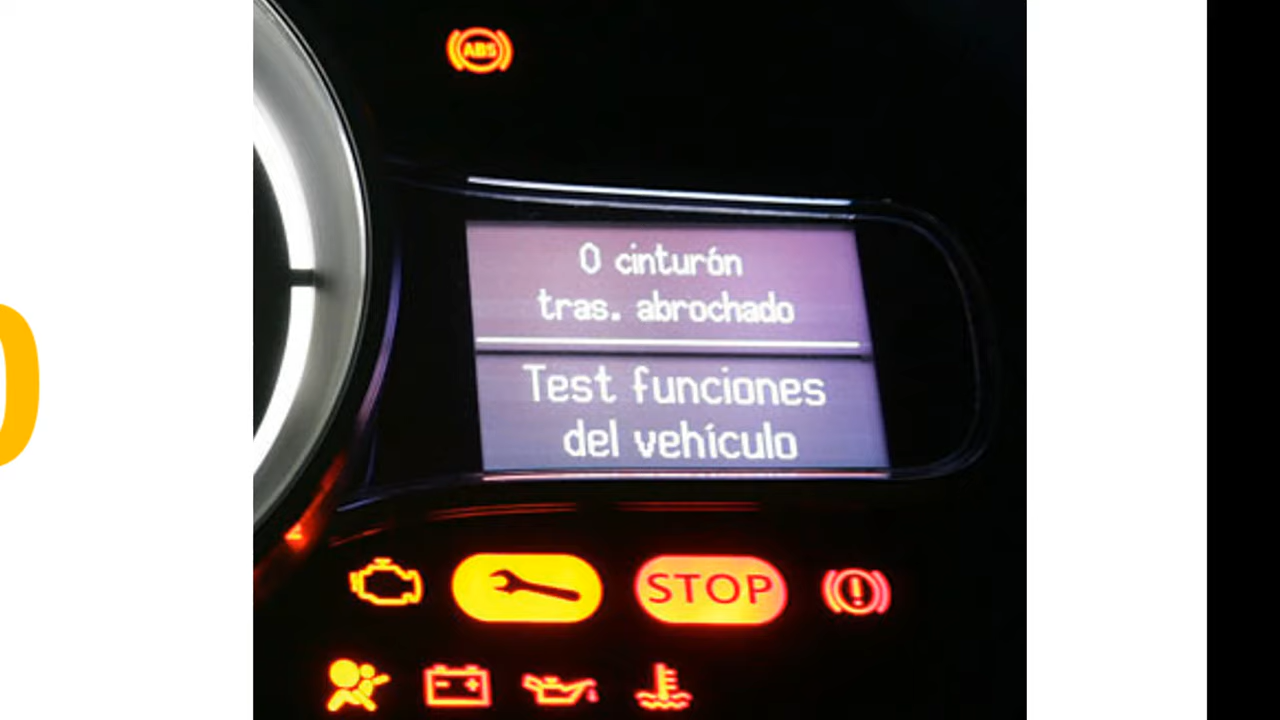 ABS
0 cinturón
tras. abrochado
Test funciones
del vehículo
STOP